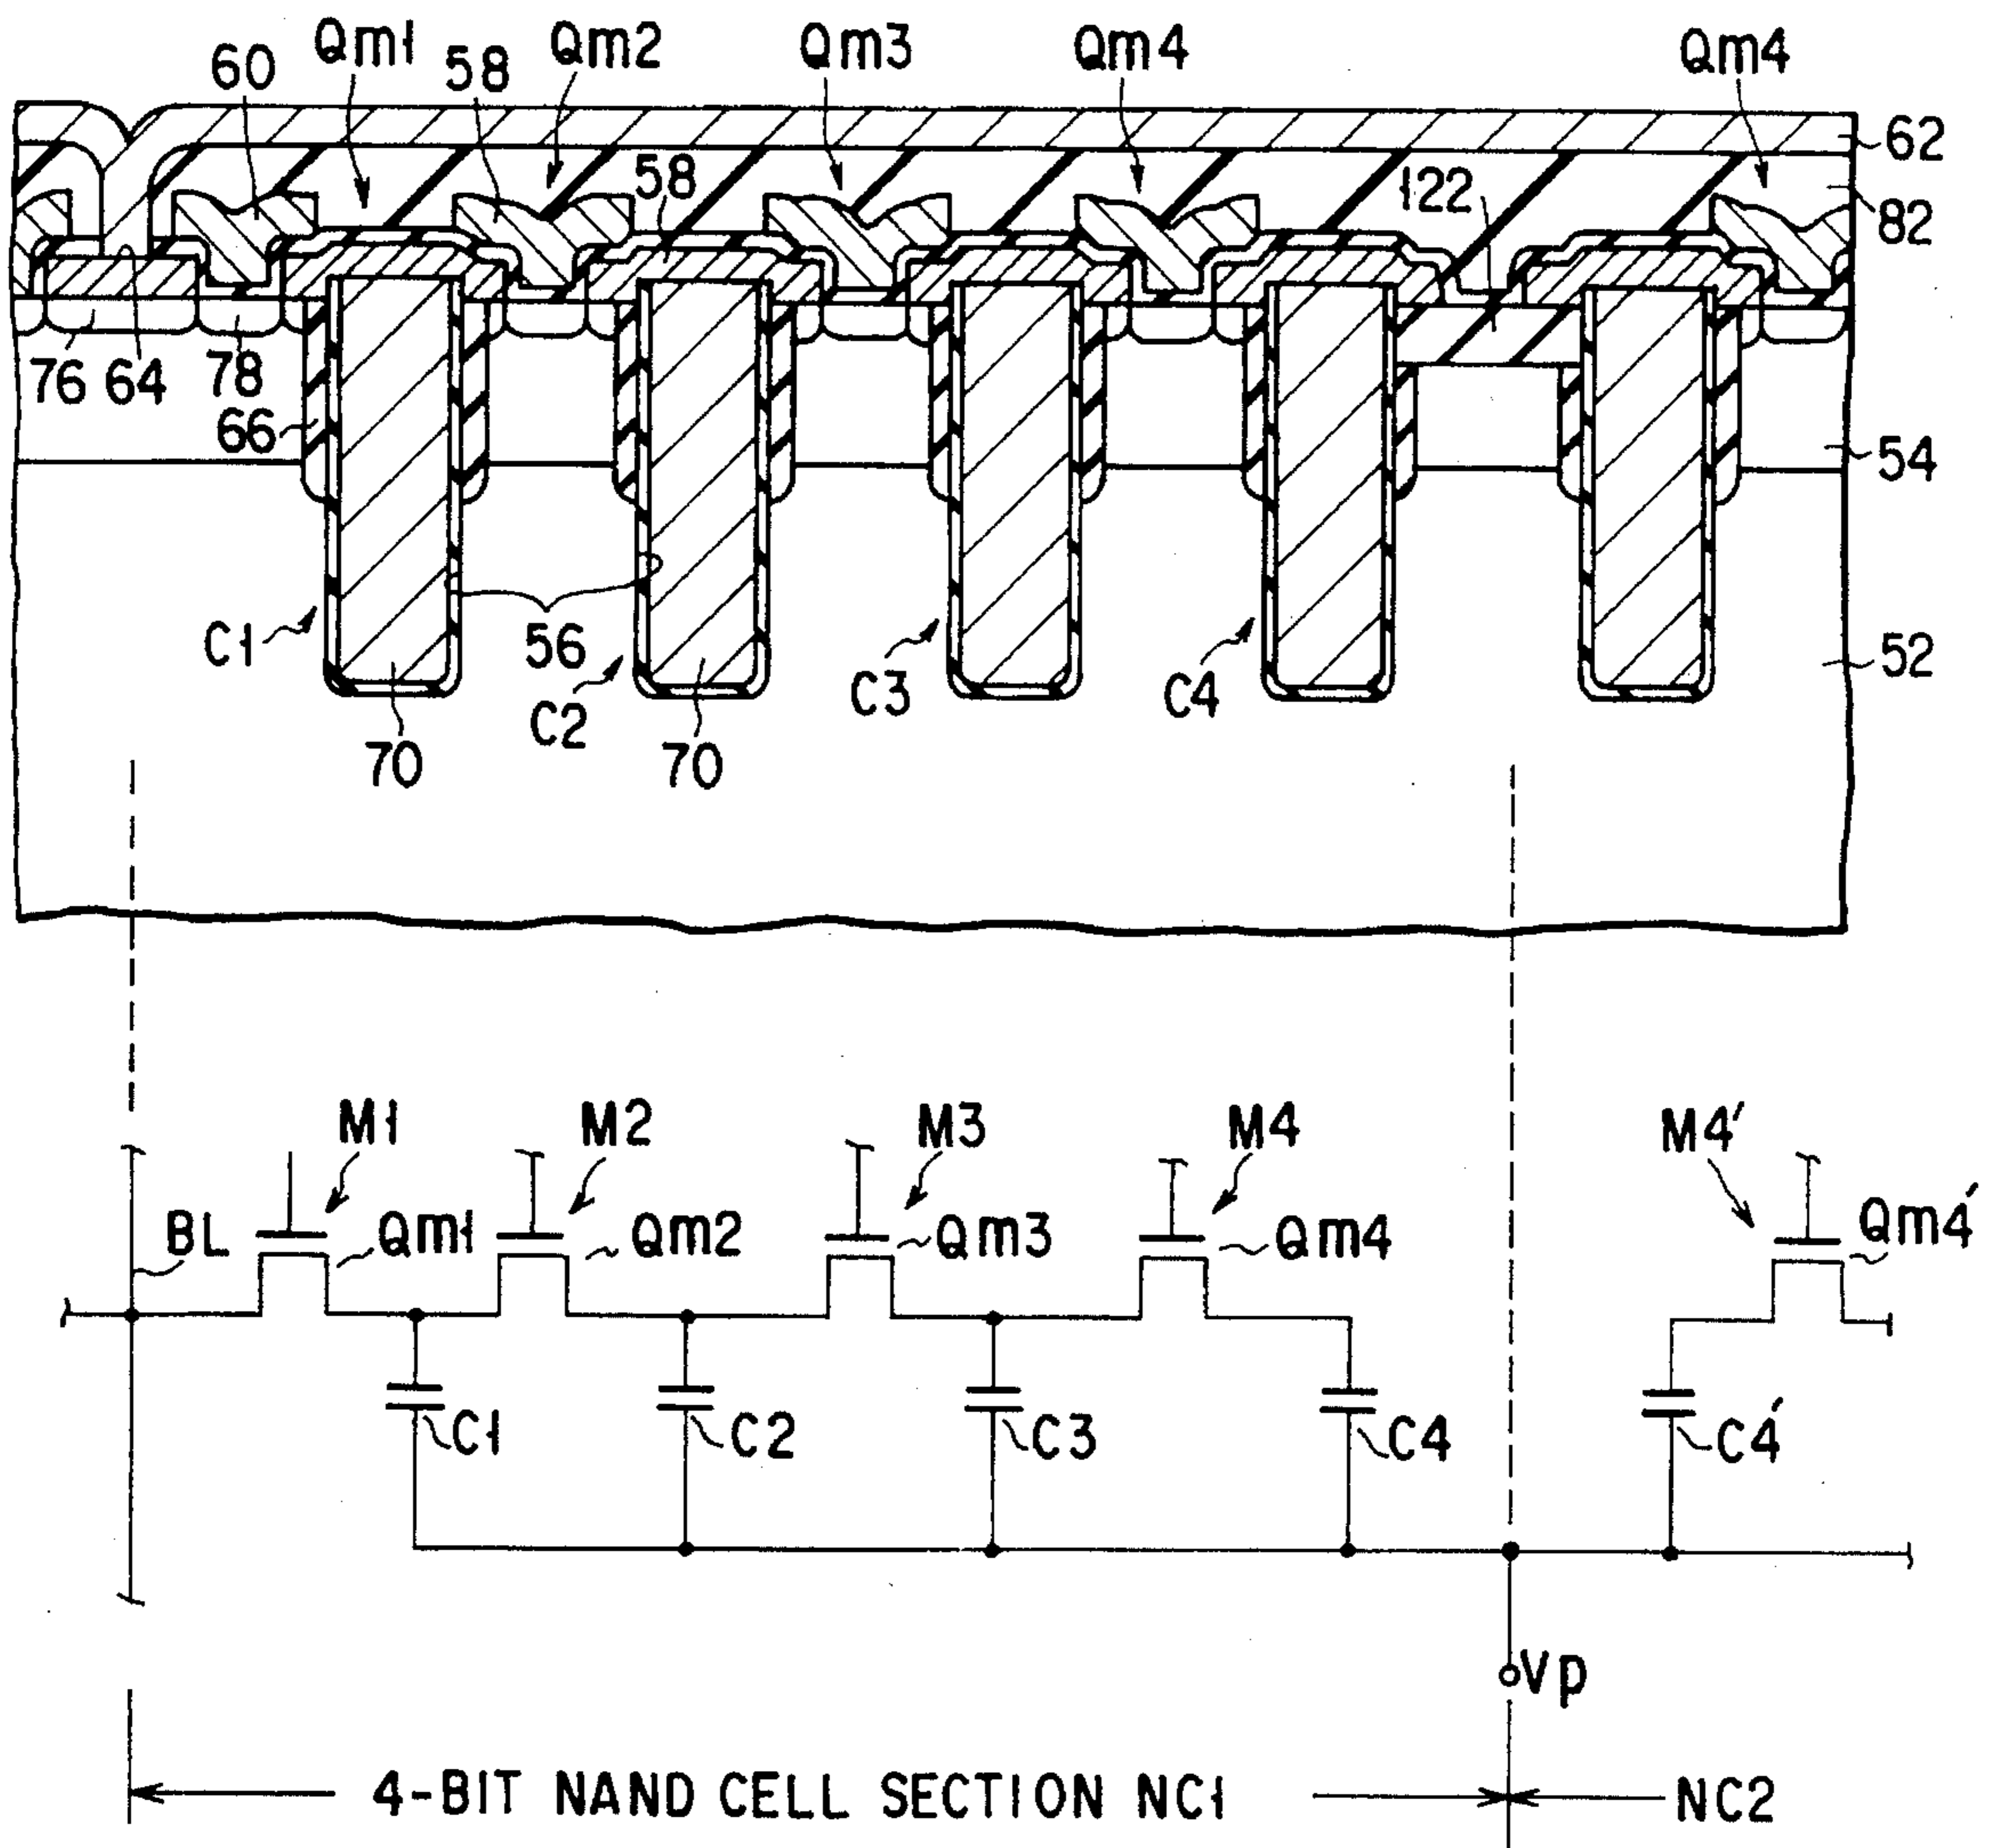 60 Qm1 58 Qm2 Qm3 Qm4 Qm4
62
58 122
82
76 64 78
66
54
C1 56 C2 C3 C4 52
70 70
M1 M2 M3 M4 M4'
BL Qm1 Qm2 Qm3 Qm4 Qm4'
C1 C2 C3 C4 C4'
Vp
4-BIT NAND CELL SECTION NC1 NC2